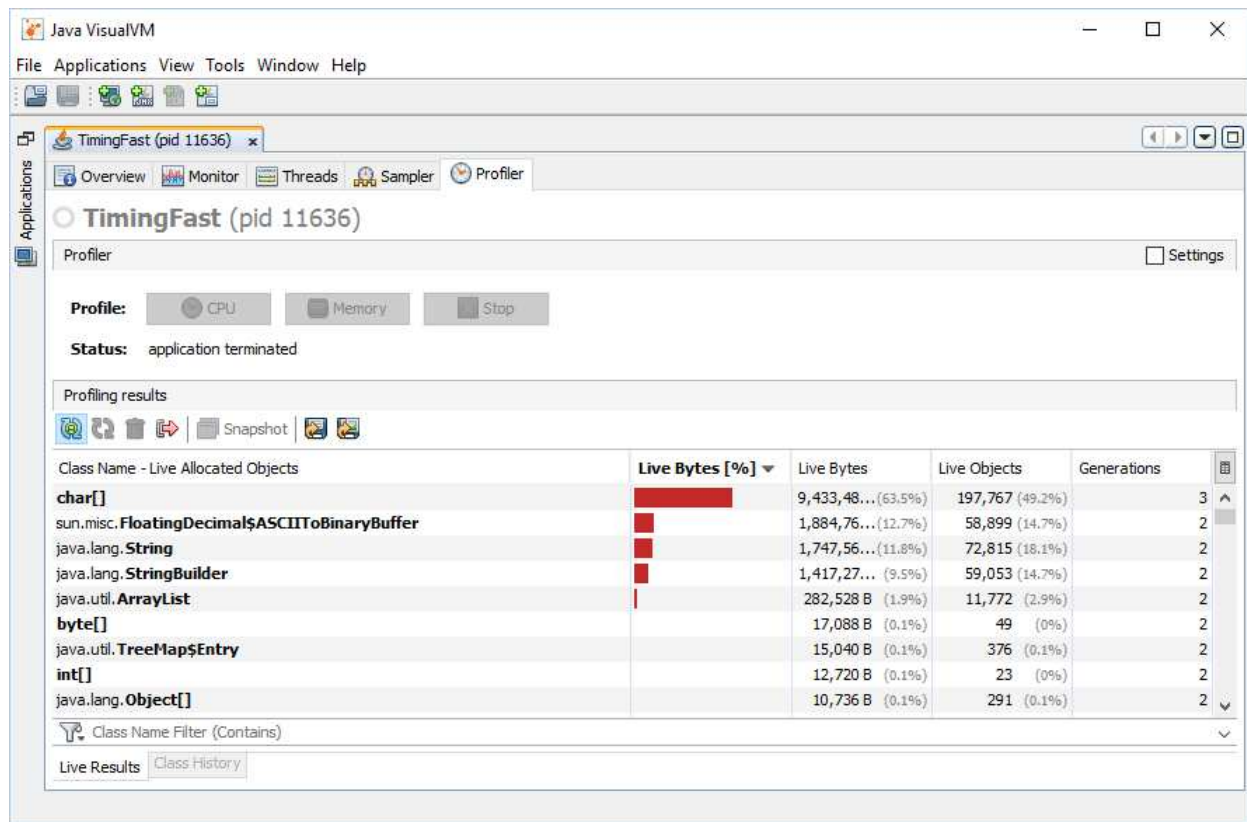 Java VisualVM
File Applications View Tools Window Help
TimingFast (pid 11636) x
Applications
Overview Monitor Threads Sampler Profiler
TimingFast (pid 11636)
Profiler Settings
Profile: CPU Memory Stop
Status: application terminated
Profiling results
Snapshot
Class Name - Live Allocated Objects Live Bytes [%] Live Bytes Live Objects Generations
char[] 9,433,48... (63.5%) 197,767 (49.2%) 3
sun.misc.FloatingDecimal$ASCIIToBinaryBuffer 1,884,76... (12.7%) 58,899 (14.7%) 2
java.lang.String 1,747,56... (11.8%) 72,815 (18.1%) 2
java.lang.StringBuilder 1,417,27... (9.5%) 59,053 (14.7%) 2
java.util.ArrayList 282,528 B (1.9%) 11,772 (2.9%) 2
byte[] 17,088 B (0.1%) 49 (0%) 2
java.util.TreeMap$Entry 15,040 B (0.1%) 376 (0.1%) 2
int[] 12,720 B (0.1%) 23 (0%) 2
java.lang.Object[] 10,736 B (0.1%) 291 (0.1%) 2
Class Name Filter (Contains)
Live Results Class History